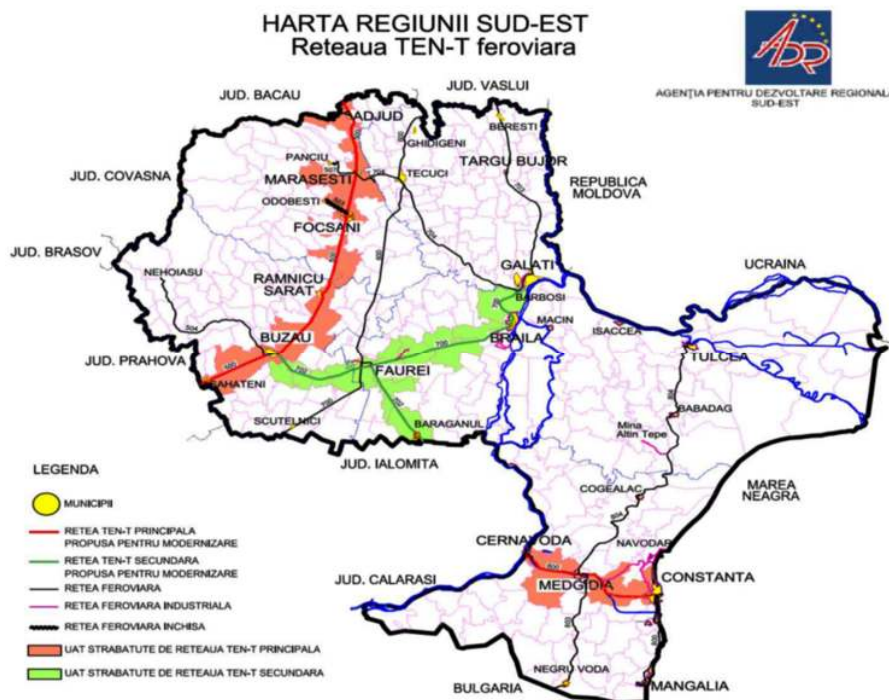 HARTA REGIUNII SUD-EST
Reteaua TEN-T feroviara
ADR
AGENŢIA PENTRU DEZVOLTARE REGIONALA
SUD-EST
JUD. BACAU
JUD. VASLUI
ADJUD
BERESTI
GHIDIGENI
PANCIU
TARGU BUJOR
JUD. COVASNA
MARASESTI
TECUCI
REPUBLICA
MOLDOVA
ODOBESTI
FOCSANI
JUD. BRASOV
NEHOIASU
RAMNICU
SARAT
GALATI
UCRAINA
BARBOSI
MACIN
ISACCEA
BUZAU
BRAILA
TULCEA
JUD. PRAHOVA
SAHATENI
FAUREI
SCUTELNICI
BARAGANUL
BABADAG
Mina
Altin Tepe
JUD. IALOMITA
MAREA
NEAGRA
COGEALAC
CERNAVODA
NAVODAR
JUD. CALARASI
MEDGIDIA
CONSTANTA
NEGRU VODA
BULGARIA
MANGALIA
LEGENDA
MUNICIPII
RETEA TEN-T PRINCIPALA
PROPUSA PENTRU MODERNIZARE
RETEA TEN-T SECUNDARA
PROPUSA PENTRU MODERNIZARE
RETEA FEROVIARA
RETEA FEROVIARA INDUSTRIALA
RETEA FEROVIARA INCHISA
UAT STRABATUTE DE RETEAUA TEN-T PRINCIPALA
UAT STRABATUTE DE RETEAUA TEN-T SECUNDARA